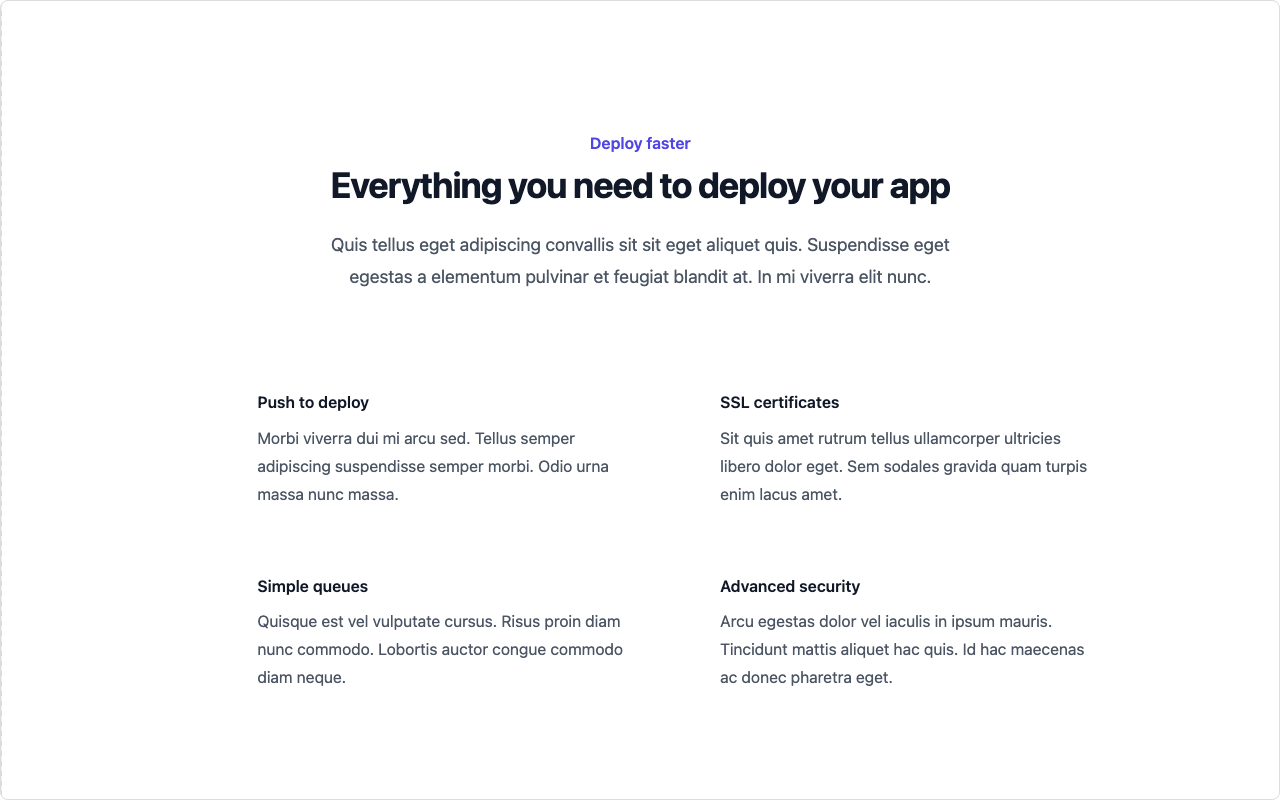 Deploy faster
Everything you need to deploy your app
Quis tellus eget adipiscing convallis sit sit eget aliquet quis. Suspendisse eget
egestas a elementum pulvinar et feugiat blandit at. In mi viverra elit nunc.
Push to deploy
Morbi viverra dui mi arcu sed. Tellus semper
adipiscing suspendisse semper morbi. Odio urna
massa nunc massa.
SSL certificates
Sit quis amet rutrum tellus ullamcorper ultricies
libero dolor eget. Sem sodales gravida quam turpis
enim lacus amet.
Simple queues
Quisque est vel vulputate cursus. Risus proin diam
nunc commodo. Lobortis auctor congue commodo
diam neque.
Advanced security
Arcu egestas dolor vel iaculis in ipsum mauris.
Tincidunt mattis aliquet hac quis. Id hac maecenas
ac donec pharetra eget.